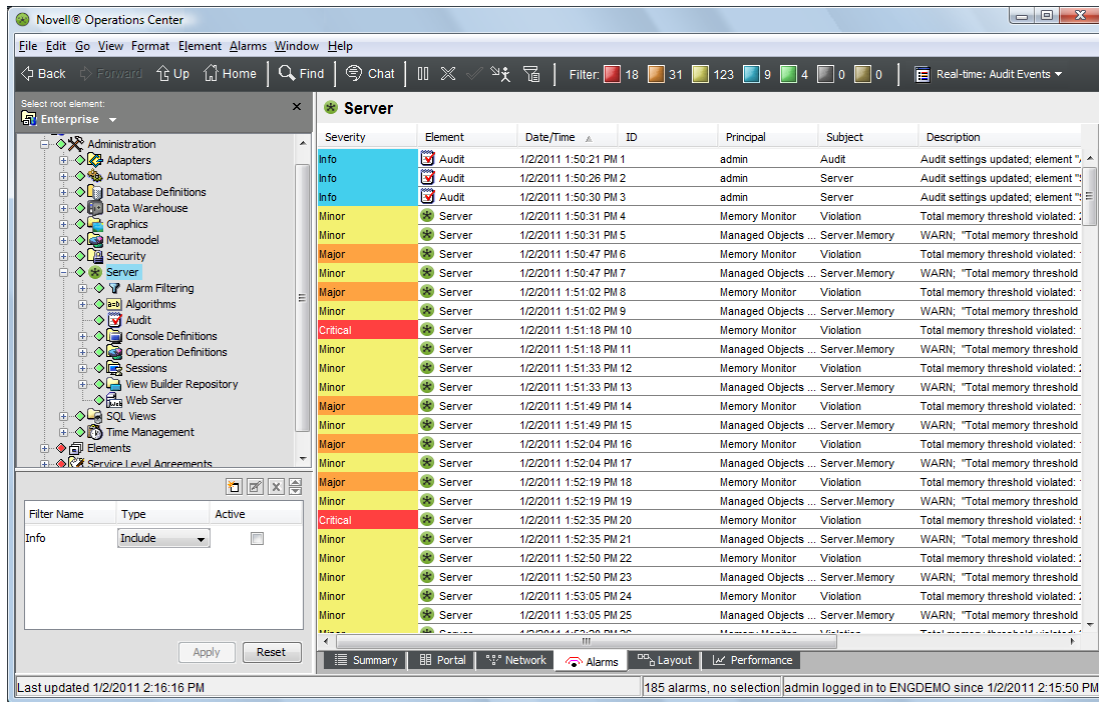 Novell® Operations Center
File Edit Go View Format Element Alarms Window Help
Back Forward Up Home Find Chat Filter: 18 31 123 9 4 0 0 Real-time: Audit Events
Select root element:
Enterprise
Administration
Adapters
Automation
Database Definitions
Data Warehouse
Graphics
Metamodel
Security
Server
Alarm Filtering
Algorithms
Audit
Console Definitions
Operation Definitions
Sessions
View Builder Repository
Web Server
SQL Views
Time Management
Elements
Service Level Agreements
Filter Name Type Active
Info Include
Apply Reset
Server
Severity Element Date/Time ID Principal Subject Description
Info Audit 1/2/2011 1:50:21 PM 1 admin Audit Audit settings updated; element "
Info Audit 1/2/2011 1:50:26 PM 2 admin Server Audit settings updated; element "
Info Audit 1/2/2011 1:50:30 PM 3 admin Server Audit settings updated; element "
Minor Server 1/2/2011 1:50:31 PM 4 Memory Monitor Violation Total memory threshold violated:
Minor Server 1/2/2011 1:50:31 PM 5 Managed Objects ... Server.Memory WARN; "Total memory threshold
Major Server 1/2/2011 1:50:47 PM 6 Memory Monitor Violation Total memory threshold violated:
Minor Server 1/2/2011 1:50:47 PM 7 Managed Objects ... Server.Memory WARN; "Total memory threshold
Major Server 1/2/2011 1:51:02 PM 8 Memory Monitor Violation Total memory threshold violated:
Minor Server 1/2/2011 1:51:02 PM 9 Managed Objects ... Server.Memory WARN; "Total memory threshold
Critical Server 1/2/2011 1:51:18 PM 10 Memory Monitor Violation Total memory threshold violated:
Minor Server 1/2/2011 1:51:18 PM 11 Managed Objects ... Server.Memory WARN; "Total memory threshold
Minor Server 1/2/2011 1:51:33 PM 12 Memory Monitor Violation Total memory threshold violated:
Minor Server 1/2/2011 1:51:33 PM 13 Managed Objects ... Server.Memory WARN; "Total memory threshold
Major Server 1/2/2011 1:51:49 PM 14 Memory Monitor Violation Total memory threshold violated:
Minor Server 1/2/2011 1:51:49 PM 15 Managed Objects ... Server.Memory WARN; "Total memory threshold
Major Server 1/2/2011 1:52:04 PM 16 Memory Monitor Violation Total memory threshold violated:
Minor Server 1/2/2011 1:52:04 PM 17 Managed Objects ... Server.Memory WARN; "Total memory threshold
Major Server 1/2/2011 1:52:19 PM 18 Memory Monitor Violation Total memory threshold violated:
Minor Server 1/2/2011 1:52:19 PM 19 Managed Objects ... Server.Memory WARN; "Total memory threshold
Critical Server 1/2/2011 1:52:35 PM 20 Memory Monitor Violation Total memory threshold violated:
Minor Server 1/2/2011 1:52:35 PM 21 Managed Objects ... Server.Memory WARN; "Total memory threshold
Minor Server 1/2/2011 1:52:50 PM 22 Memory Monitor Violation Total memory threshold violated:
Minor Server 1/2/2011 1:52:50 PM 23 Managed Objects ... Server.Memory WARN; "Total memory threshold
Minor Server 1/2/2011 1:53:05 PM 24 Memory Monitor Violation Total memory threshold violated:
Minor Server 1/2/2011 1:53:05 PM 25 Managed Objects ... Server.Memory WARN; "Total memory threshold
Summary Portal Network Alarms Layout Performance
Last updated 1/2/2011 2:16:16 PM 185 alarms, no selection admin logged in to ENGDEMO since 1/2/2011 2:15:50 PM